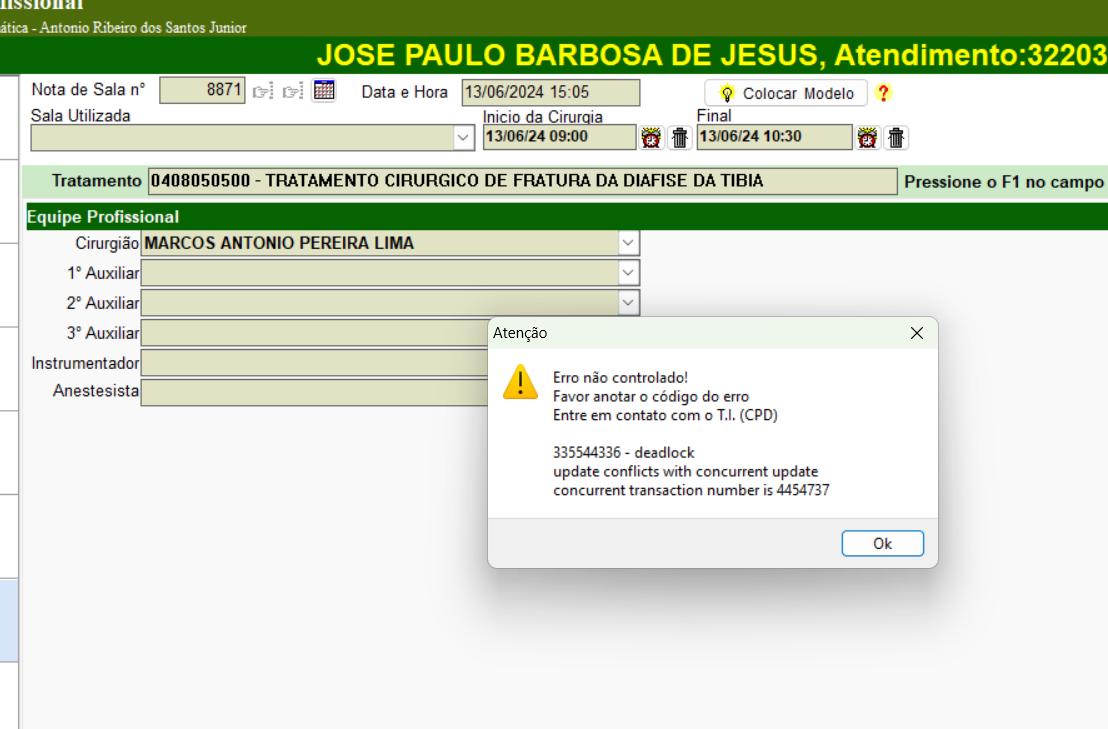 ática - Antonio Ribeiro dos Santos Junior
JOSE PAULO BARBOSA DE JESUS, Atendimento:32203
Nota de Sala n° 8871 Data e Hora 13/06/2024 15:05 Colocar Modelo ?
Sala Utilizada Inicio da Cirurgia Final
13/06/24 09:00 13/06/24 10:30
Tratamento 0408050500 - TRATAMENTO CIRURGICO DE FRATURA DA DIAFISE DA TIBIA Pressione o F1 no campo
Equipe Profissional
Cirurgião MARCOS ANTONIO PEREIRA LIMA
1° Auxiliar
2° Auxiliar
3° Auxiliar
Instrumentador
Anestesista
Atenção
Erro não controlado!
Favor anotar o código do erro
Entre em contato com o T.I. (CPD)
335544336 - deadlock
update conflicts with concurrent update
concurrent transaction number is 4454737
Ok